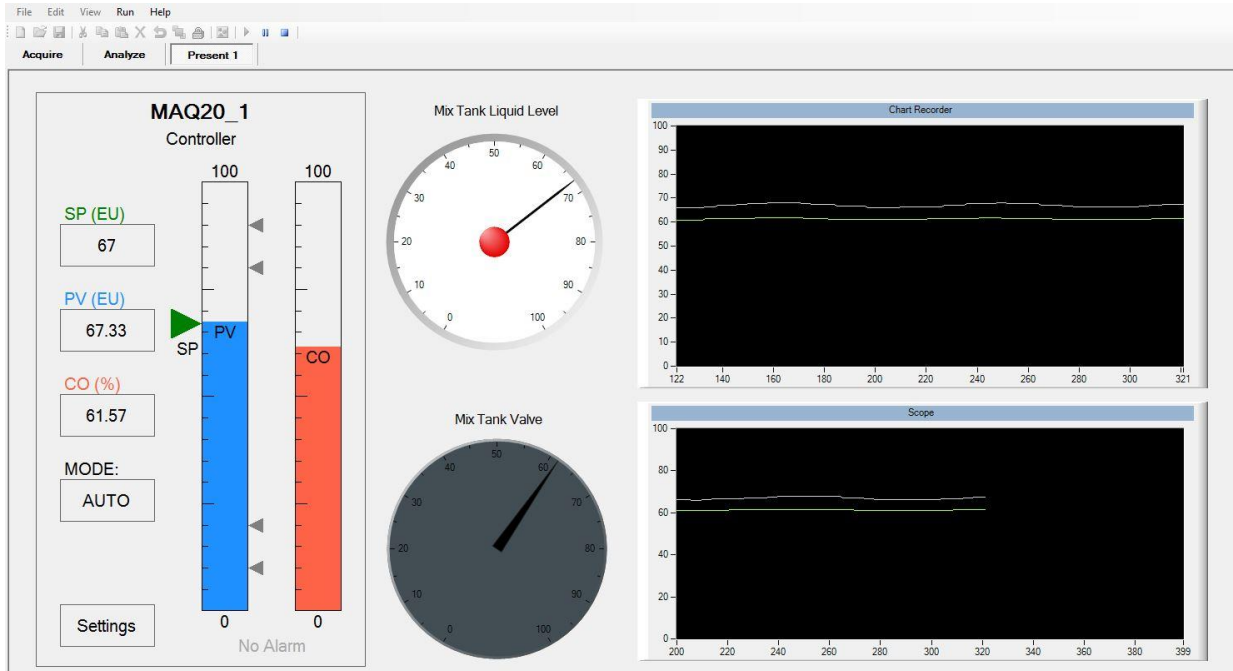 File Edit View Run Help
Acquire Analyze Present 1
MAQ20_1
Controller
100 100
SP (EU)
67
PV (EU)
67.33
PV
SP
CO
CO (%)
61.57
MODE:
AUTO
Settings
0 0
No Alarm
Mix Tank Liquid Level
0
10
20
30
40
50
60
70
80
90
100
Mix Tank Valve
0
10
20
30
40
50
60
70
80
90
100
Chart Recorder
100
90
80
70
60
50
40
30
20
10
0
122 140 160 180 200 220 240 260 280 300 321
Scope
100
80
60
40
20
0
200 220 240 260 280 300 320 340 360 380 399